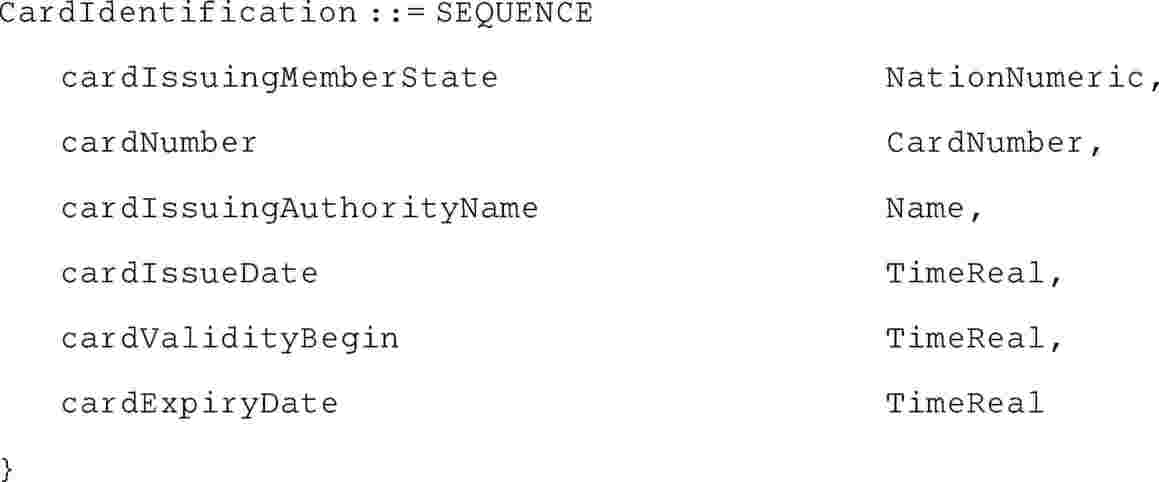 CardIdentification ::= SEQUENCE
cardIssuingMemberState NationNumeric,
cardNumber CardNumber,
cardIssuingAuthorityName Name,
cardIssueDate TimeReal,
cardValidityBegin TimeReal,
cardExpiryDate TimeReal
}